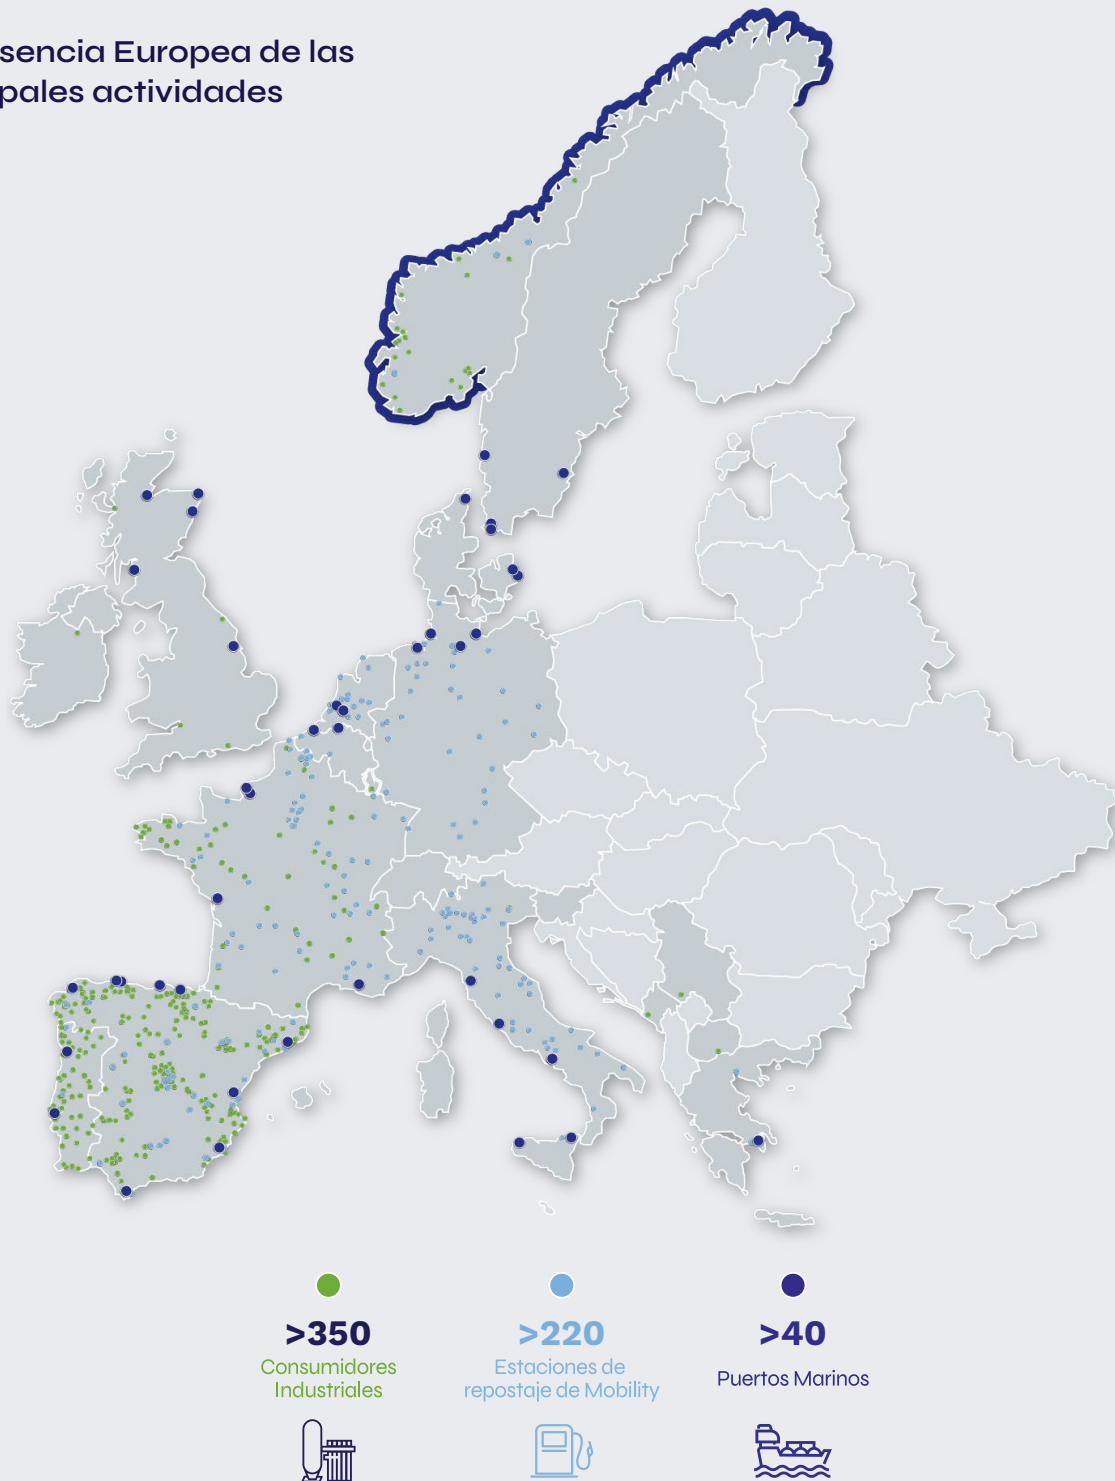 sencia Europea de las
pales actividades
>350
Consumidores
Industriales
>220
Estaciones de
repostaje de Mobility
>40
Puertos Marinos